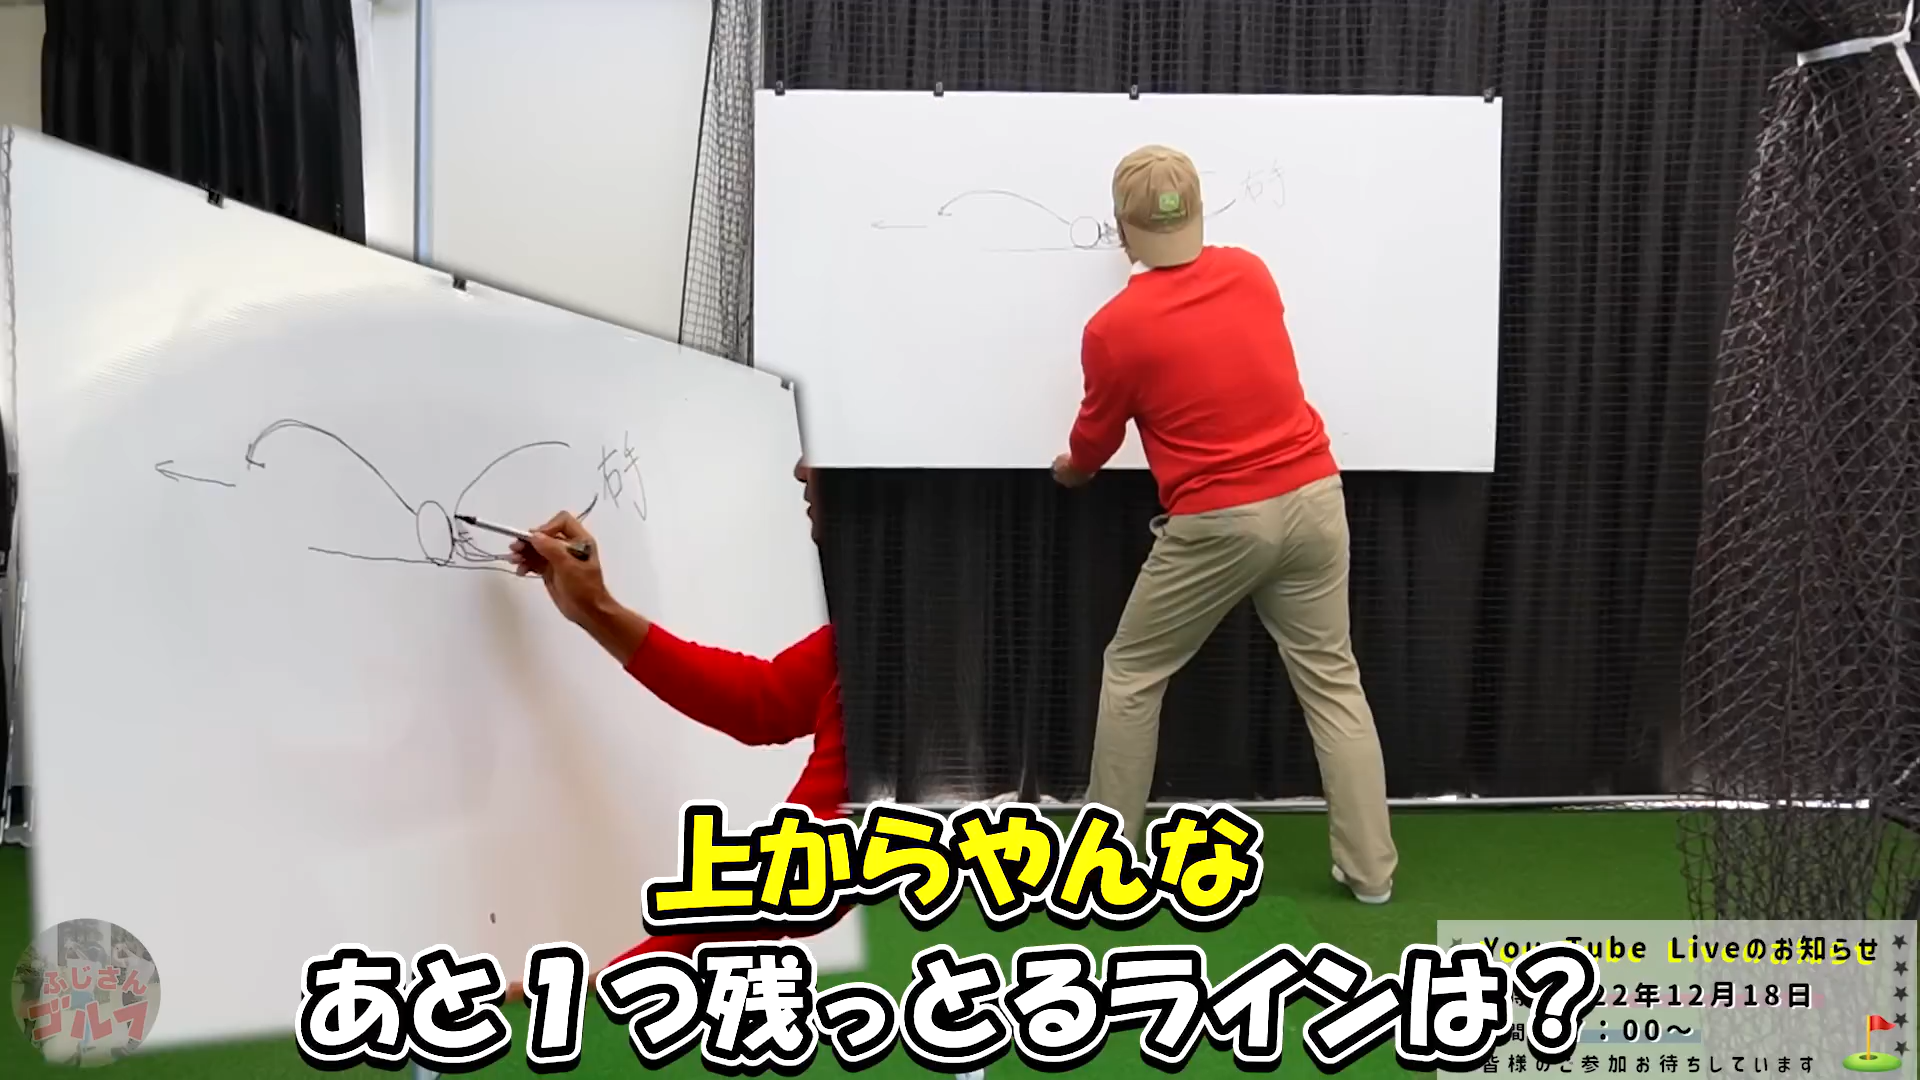 右手
右手
上からやんな
あと1つ残っとるラインは?
ふじさん
ゴルフ
YouTube Liveのお知らせ
22年12月18日
間 :00〜
皆様のご参加お待ちしています